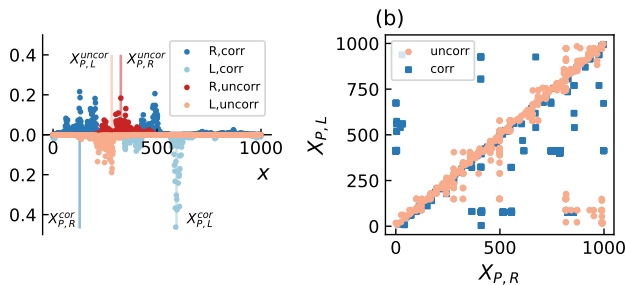 (b)
X_{P,L}^{uncor} X_{P,R}^{uncor}
R,corr
L,corr
R,uncorr
L,uncorr
0.4
0.2
0.0
0.2
0.4
0 500 1000
x
X_{P,R}^{cor} X_{P,L}^{cor}
uncorr
corr
1000
750
500
250
0
X_{P,L}
0 500 1000
X_{P,R}